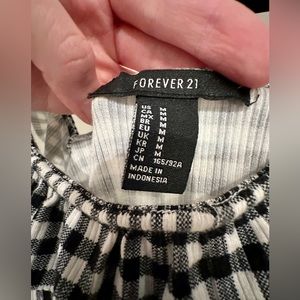 FOREVER 21
US M
CA M
MX M
BR M
EU M
UK M
KR M
JP M
CN 165/92A
MADE IN
INDONESIA